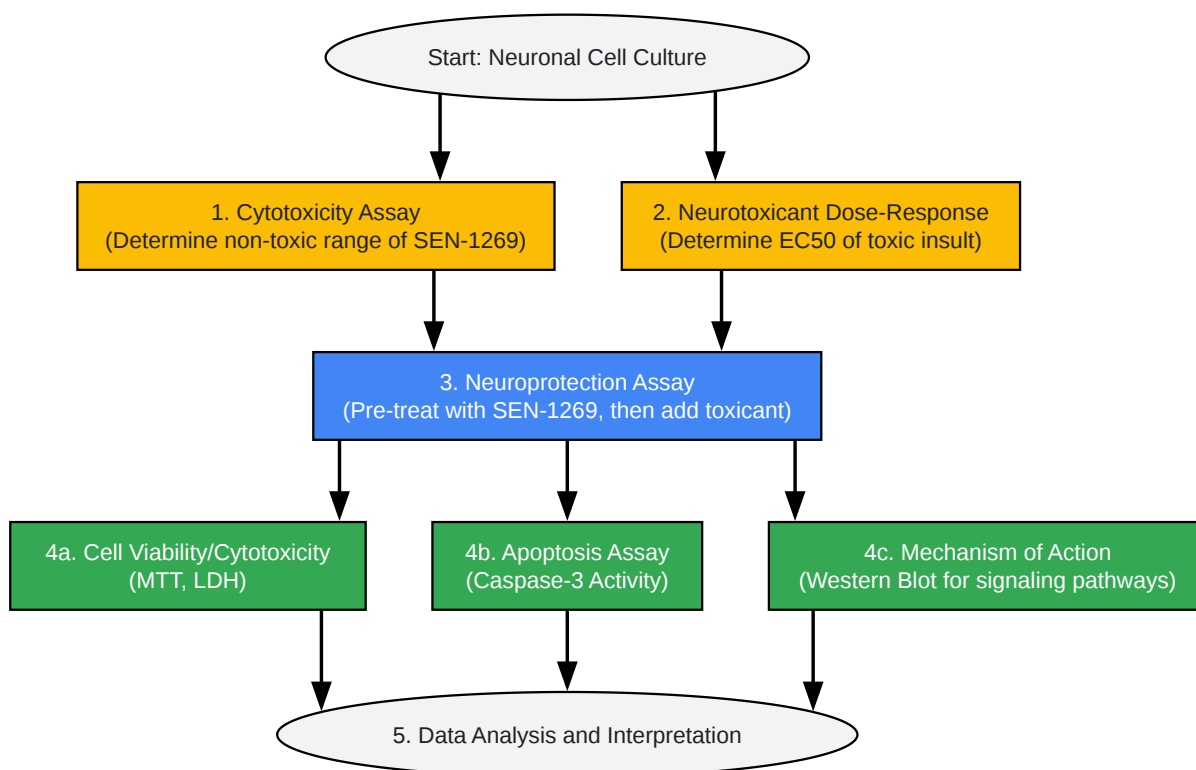 Start: Neuronal Cell Culture
1. Cytotoxicity Assay
(Determine non-toxic range of SEN-1269)
2. Neurotoxicant Dose-Response
(Determine EC50 of toxic insult)
3. Neuroprotection Assay
(Pre-treat with SEN-1269, then add toxicant)
4a. Cell Viability/Cytotoxicity
(MTT, LDH)
4b. Apoptosis Assay
(Caspase-3 Activity)
4c. Mechanism of Action
(Western Blot for signaling pathways)
5. Data Analysis and Interpretation